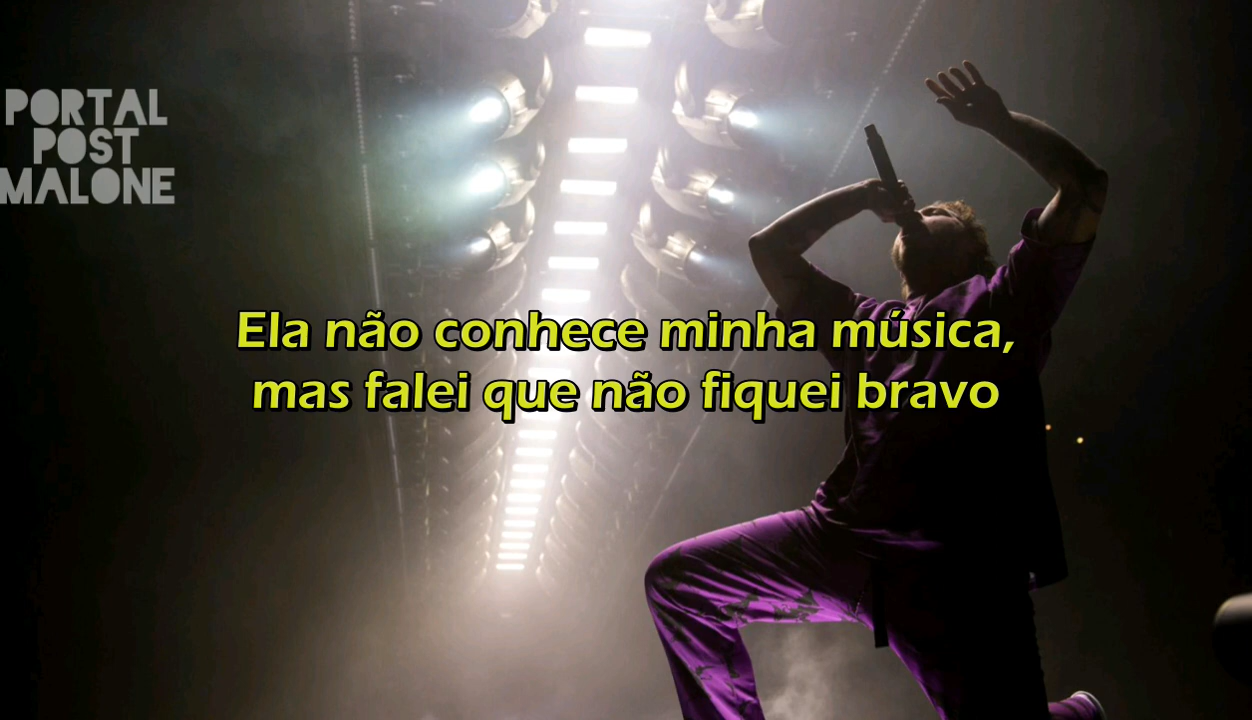 PORTAL
POST
MALONE
Ela não conhece minha música,
mas falei que não fiquei bravo